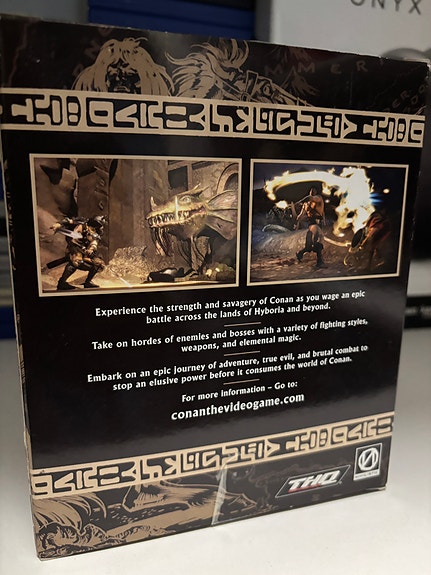 ONYX
Experience the strength and savagery of Conan as you wage an epic
battle across the lands of Hyboria and beyond.
Take on hordes of enemies and bosses with a variety of fighting styles,
weapons, and elemental magic.
Embark on an epic journey of adventure, true evil, and brutal combat to
stop an elusive power before it consumes the world of Conan.
For more information – Go to:
conanthevideogame.com
THQ